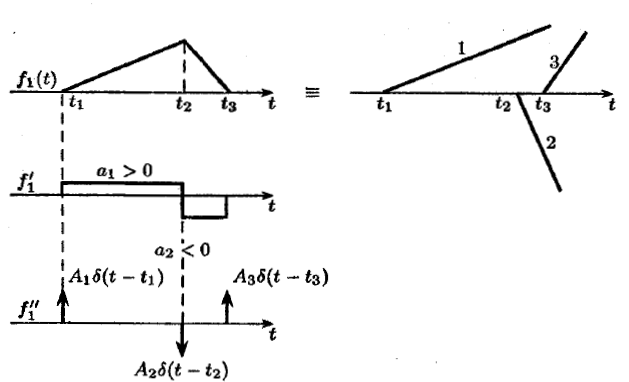 f₁(t) t₁ t₂ t₃ t
≡
1 2 3 t₁ t₂ t₃ t
f₁′ a₁ > 0 t
a₂ < 0
A₁δ(t − t₁) A₃δ(t − t₃)
f₁″ t
A₂δ(t − t₂)